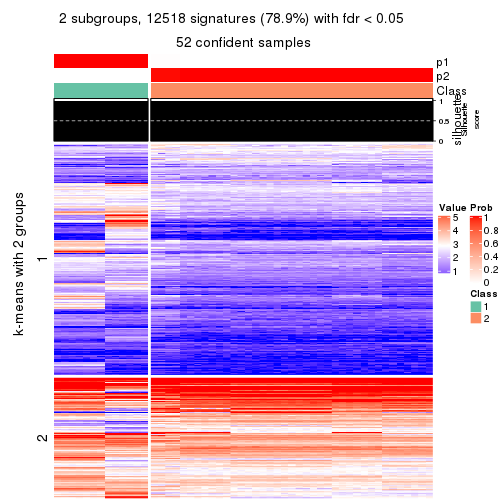 2 subgroups, 12518 signatures (78.9%) with fdr < 0.05
52 confident samples
p1
p2
Class
silhouette
Silhouette
score
1
0.5
0
k-means with 2 groups
1
2
Value
5
4
3
2
1
Prob
1
0.8
0.6
0.4
0.2
0
Class
1
2